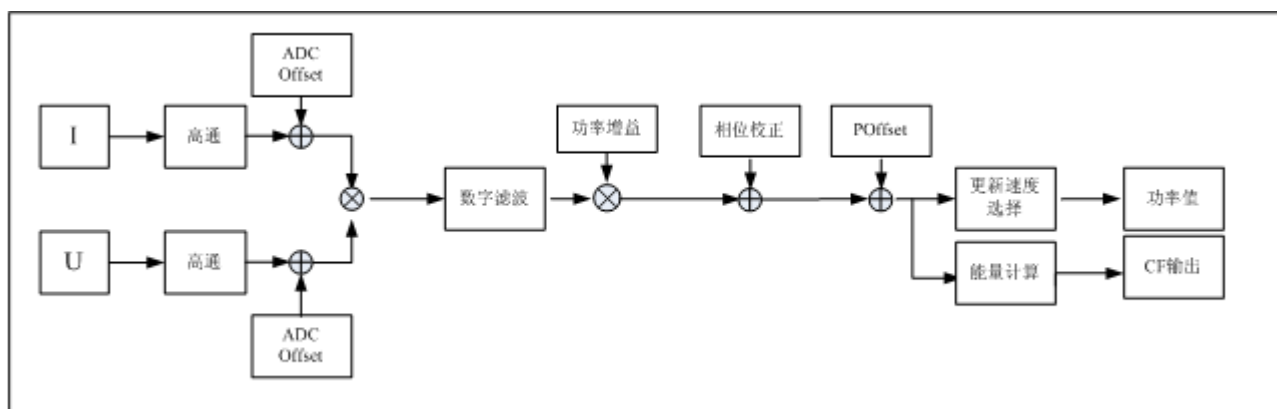 ADC
Offset
I
高通
功率增益
相位校正
POffset
数字滤波
更新速度
选择
功率值
U
高通
能量计算
CF输出
ADC
Offset